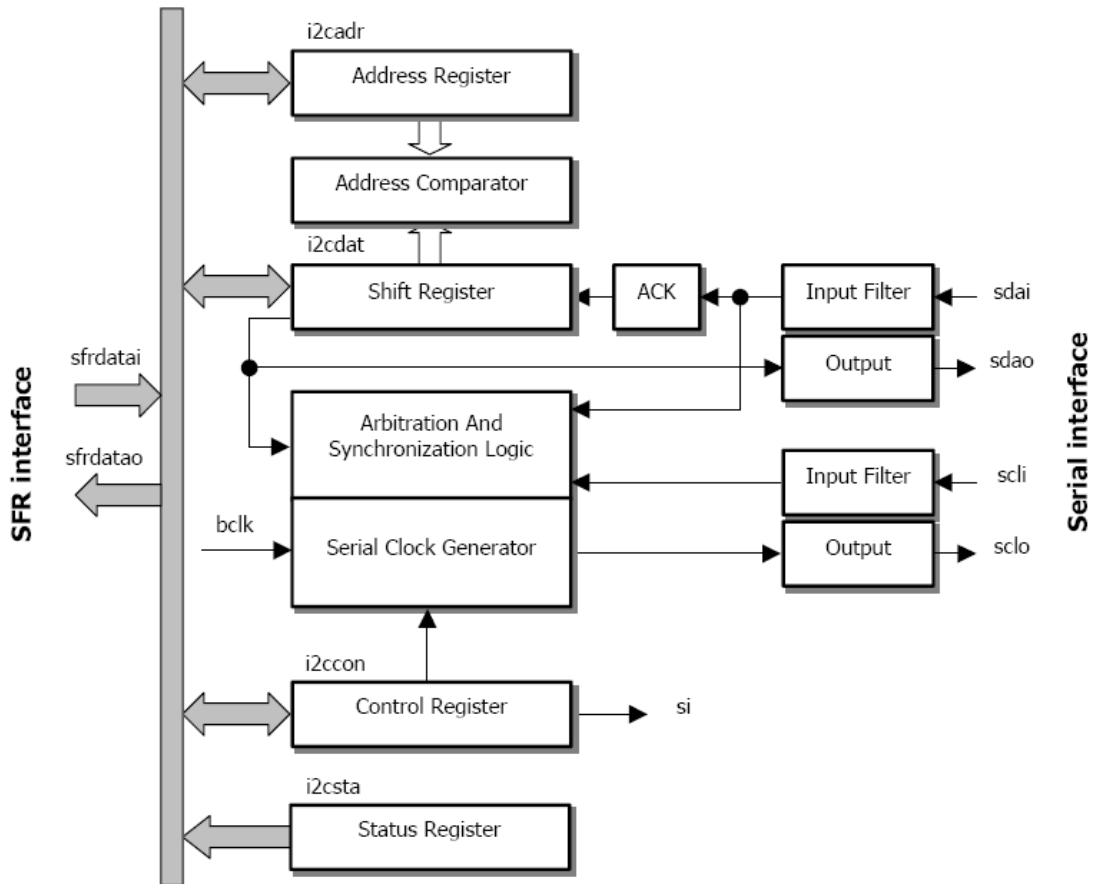 i2cadr
Address Register
Address Comparator
i2cdat
Shift Register
ACK
Input Filter
sdai
Output
sdao
sfrdatai
SFR interface
sfrdatao
Arbitration And
Synchronization Logic
Input Filter
scli
Serial interface
bclk
Serial Clock Generator
Output
sclo
i2ccon
Control Register
si
i2csta
Status Register